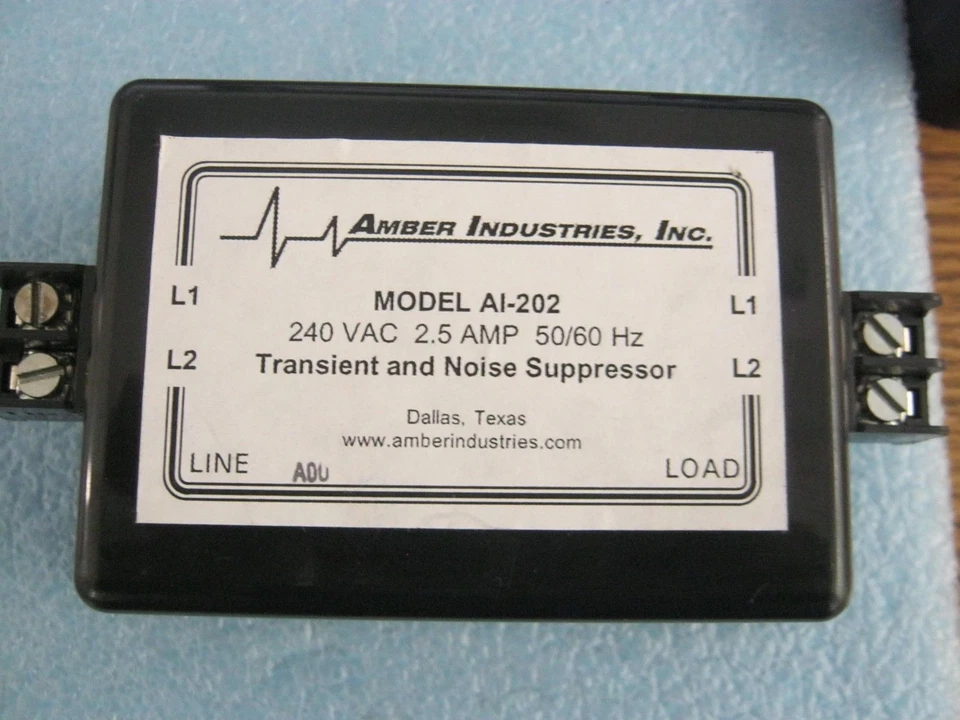 AMBER INDUSTRIES, INC.
L1
MODEL AI-202
L1
240 VAC 2.5 AMP 50/60 Hz
L2
Transient and Noise Suppressor
L2
Dallas, Texas
www.amberindustries.com
LINE
ADU
LOAD